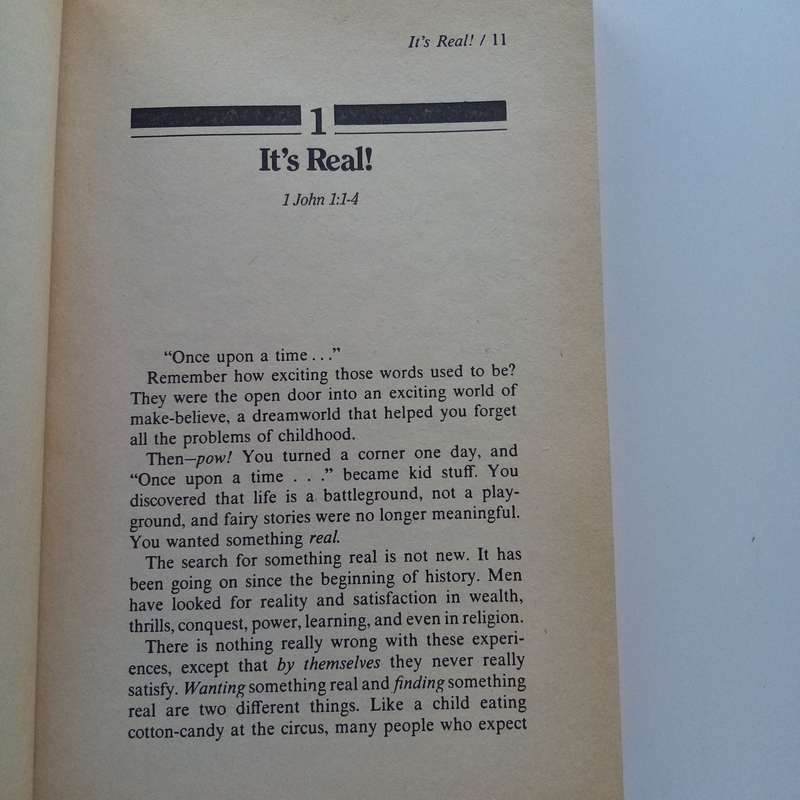 It's Real! / 11
1
It's Real!
1 John 1:1-4
“Once upon a time . . .”
Remember how exciting those words used to be?
They were the open door into an exciting world of
make-believe, a dreamworld that helped you forget
all the problems of childhood.
Then—pow! You turned a corner one day, and
“Once upon a time . . .” became kid stuff. You
discovered that life is a battleground, not a play-
ground, and fairy stories were no longer meaningful.
You wanted something real.
The search for something real is not new. It has
been going on since the beginning of history. Men
have looked for reality and satisfaction in wealth,
thrills, conquest, power, learning, and even in religion.
There is nothing really wrong with these experi-
ences, except that by themselves they never really
satisfy. Wanting something real and finding something
real are two different things. Like a child eating
cotton-candy at the circus, many people who expect